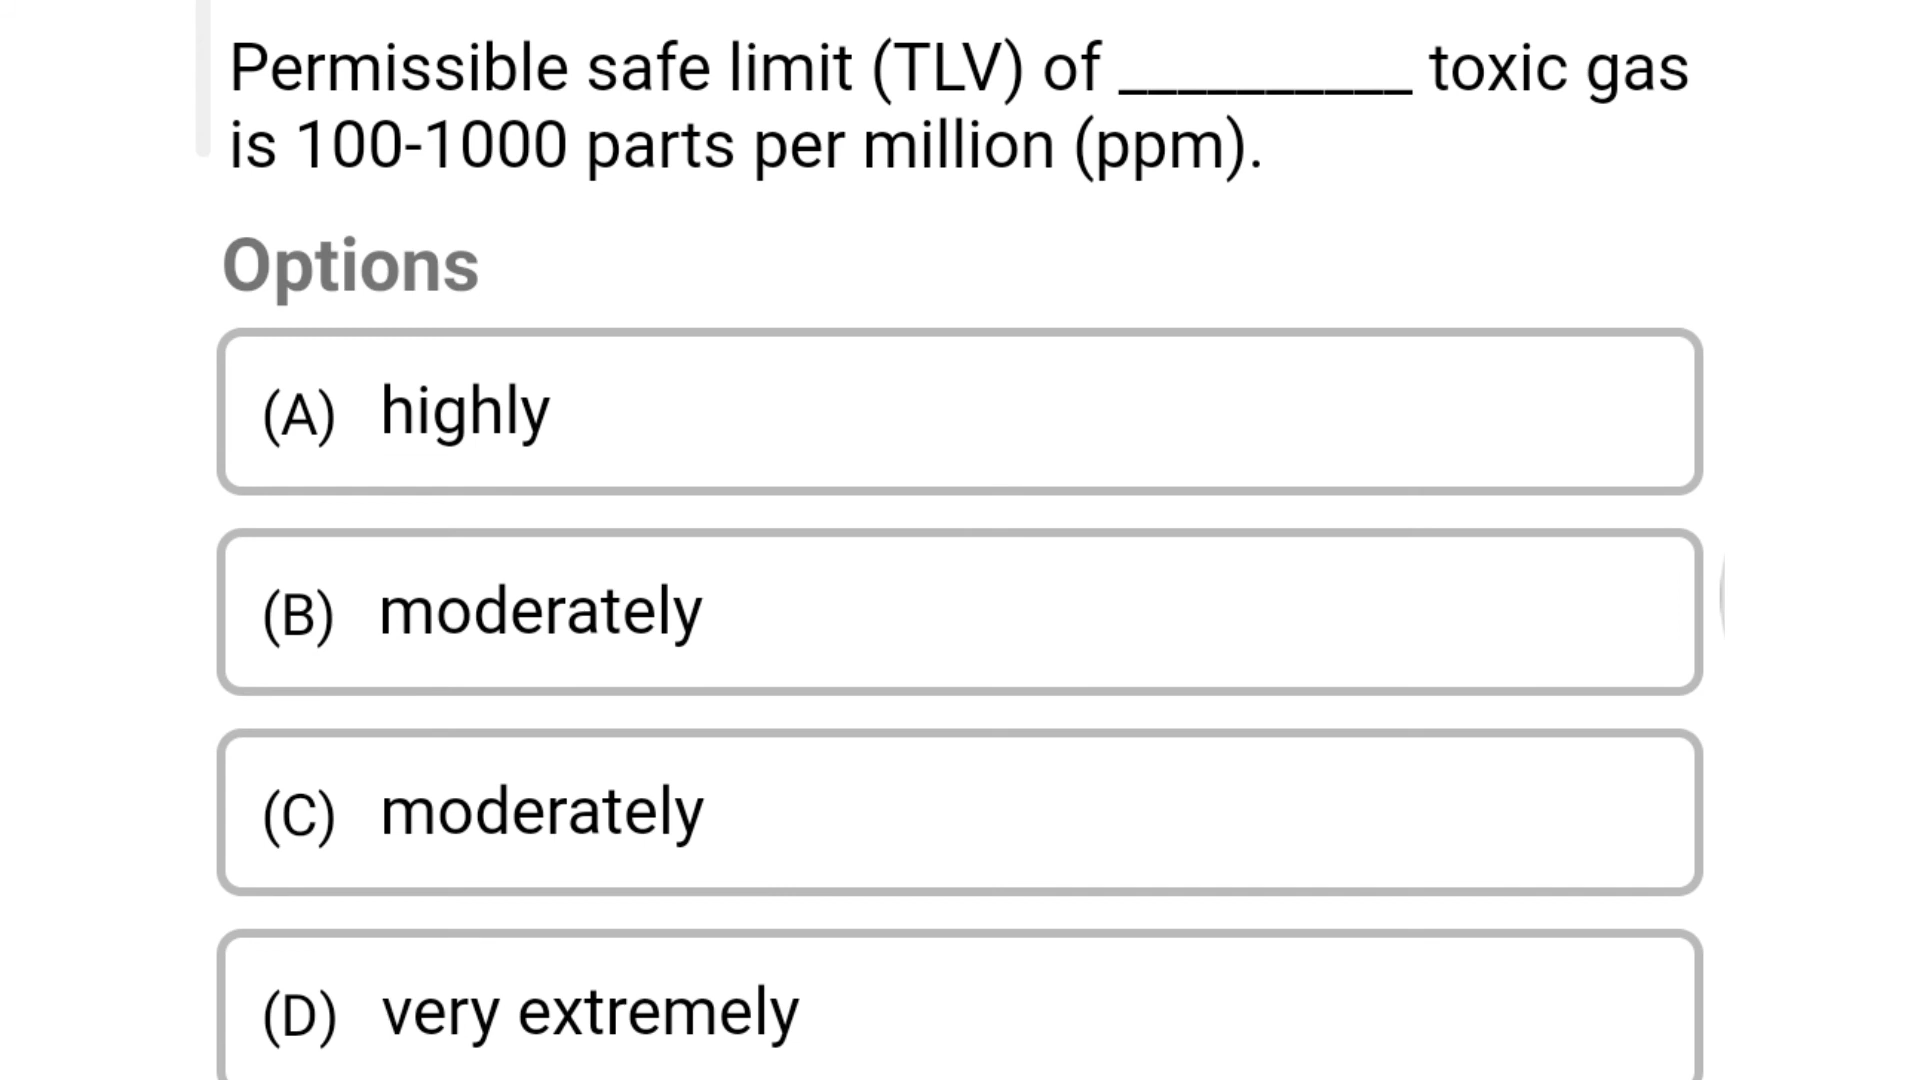 Permissible safe limit (TLV) of __________ toxic gas
is 100-1000 parts per million (ppm).
Options
(A) highly
(B) moderately
(C) moderately
(D) very extremely